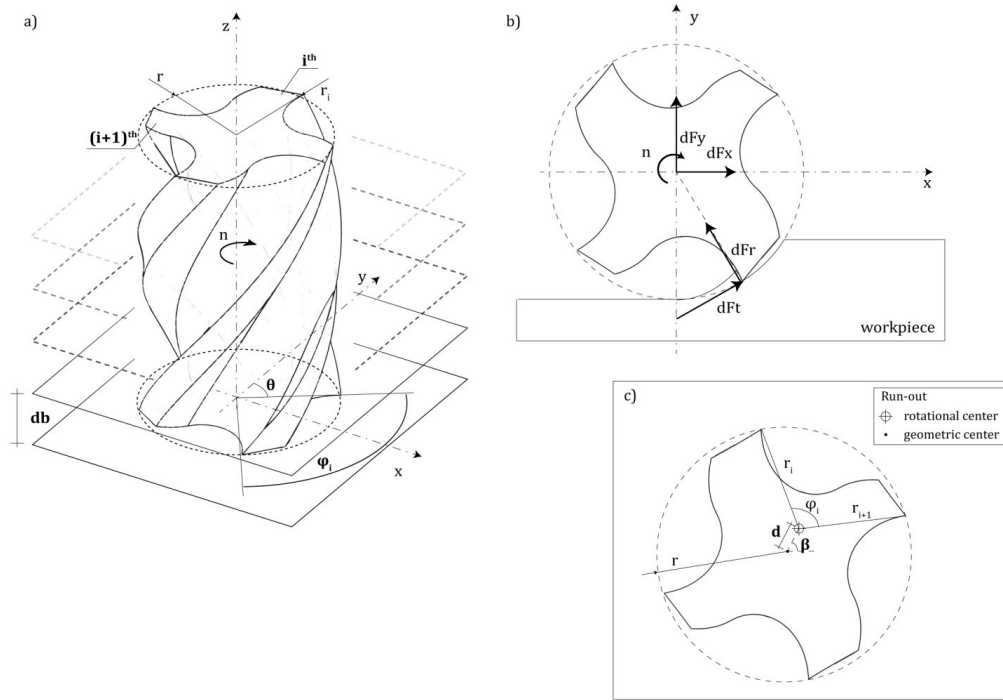 a)
z
i^th
r
r_i
(i+1)^th
n
y
θ
db
φ_i
x
b)
y
dFy
n
dFx
x
dFr
dFt
workpiece
c)
Run-out
rotational center
geometric center
r_i
φ_i
r_i+1
d
β
r